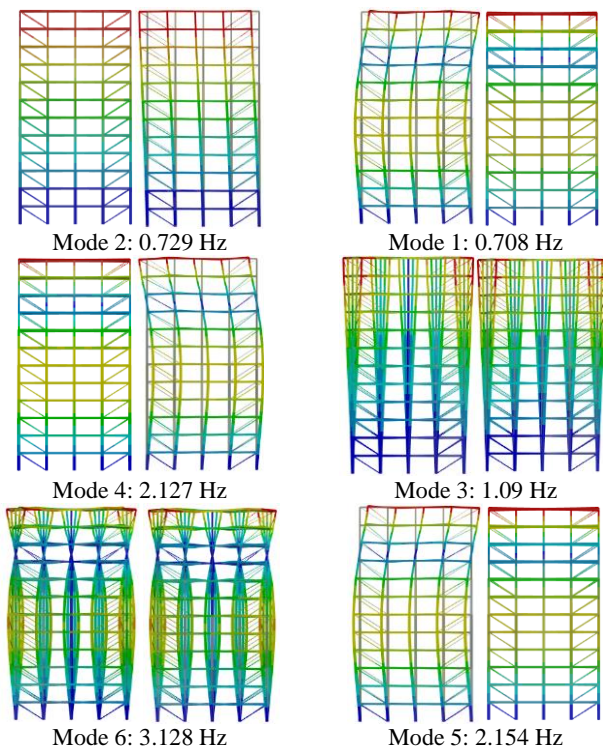 Mode 2: 0.729 Hz
Mode 1: 0.708 Hz
Mode 4: 2.127 Hz
Mode 3: 1.09 Hz
Mode 6: 3.128 Hz
Mode 5: 2.154 Hz